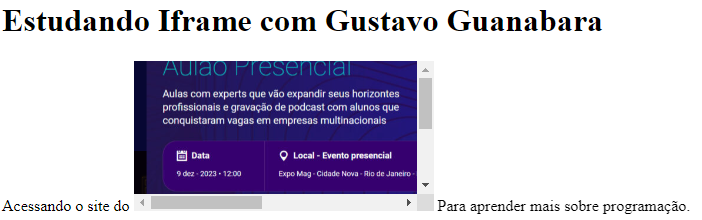 Estudando Iframe com Gustavo Guanabara
Aulão Presencial
Aulas com experts que vão expandir seus horizontes
profissionais e gravação de podcast com alunos que
conquistaram vagas em empresas multinacionais
Data
9 dez - 2023 • 12:00
Local - Evento presencial
Expo Mag - Cidade Nova - Rio de Janeiro -
Acessando o site do
Para aprender mais sobre programação.